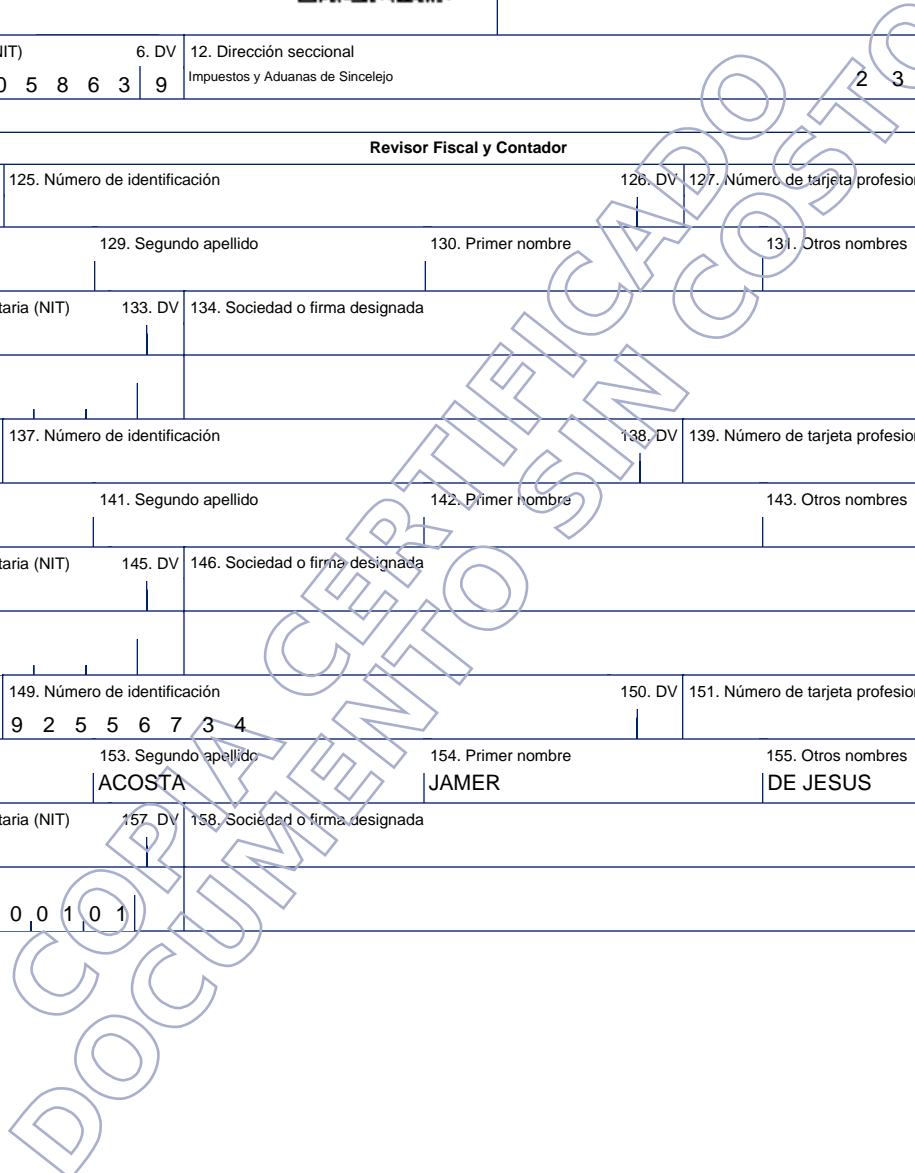 IT) 6. DV 12. Dirección seccional
0 5 8 6 3 9 Impuestos y Aduanas de Sincelejo 2 3
Revisor Fiscal y Contador
125. Número de identificación 126. DV 127. Número de tarjeta profesion
129. Segundo apellido 130. Primer nombre 131. Otros nombres
taria (NIT) 133. DV 134. Sociedad o firma designada
137. Número de identificación 138. DV 139. Número de tarjeta profesion
141. Segundo apellido 142. Primer nombre 143. Otros nombres
taria (NIT) 145. DV 146. Sociedad o firma designada
149. Número de identificación 150. DV 151. Número de tarjeta profesion
9 2 5 5 6 7 3 4
153. Segundo apellido 154. Primer nombre 155. Otros nombres
ACOSTA JAMER DE JESUS
taria (NIT) 157. DV 158. Sociedad o firma designada
0 0 1 0 1
COPIA CERTIFICADO
DOCUMENTO SIN COSTO